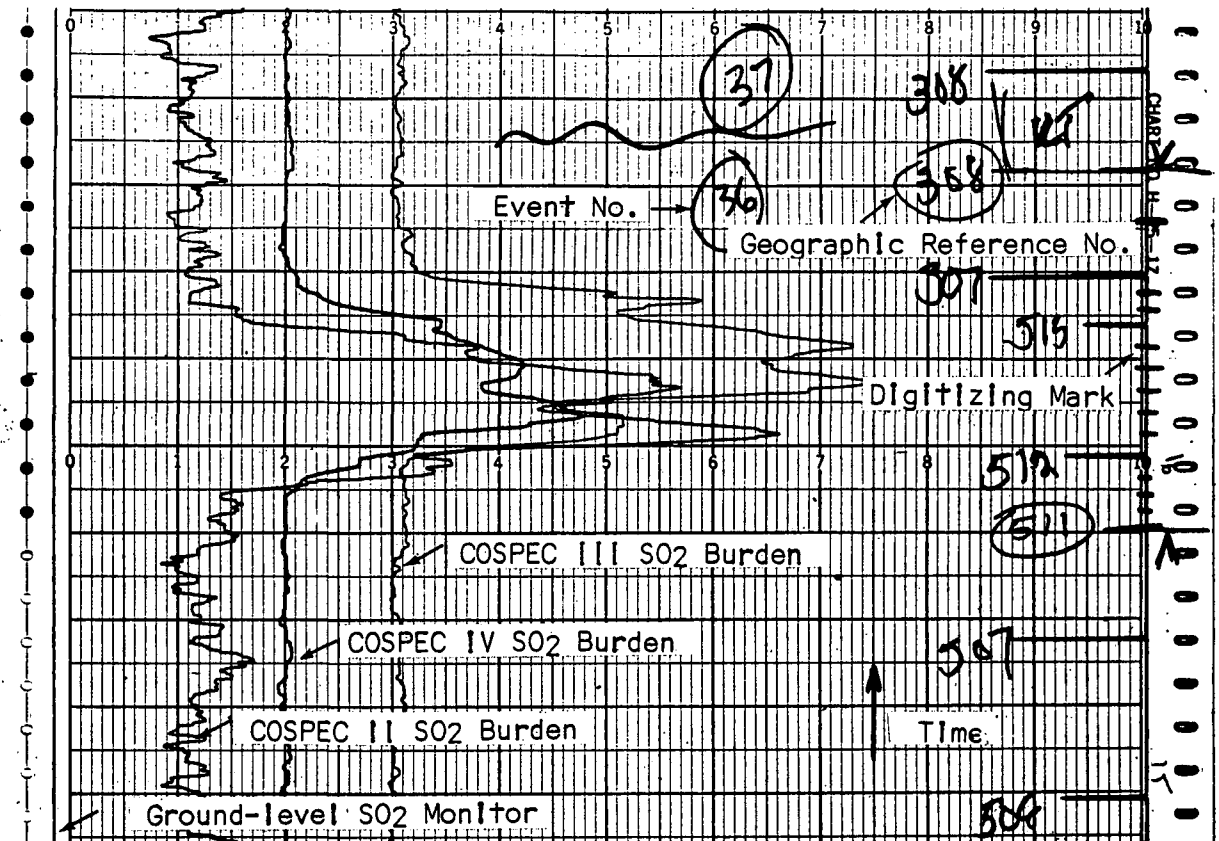 0 1 2 3 4 5 6 7 8 9 10
37
308
Event No.
36
308
Geographic Reference No.
307
515
Digitizing Mark
0 1 2 3 4 5 6 7 8 9 10
16
512
511
COSPEC III SO2 Burden
COSPEC IV SO2 Burden
507
COSPEC II SO2 Burden
Time
Ground-level SO2 Monitor